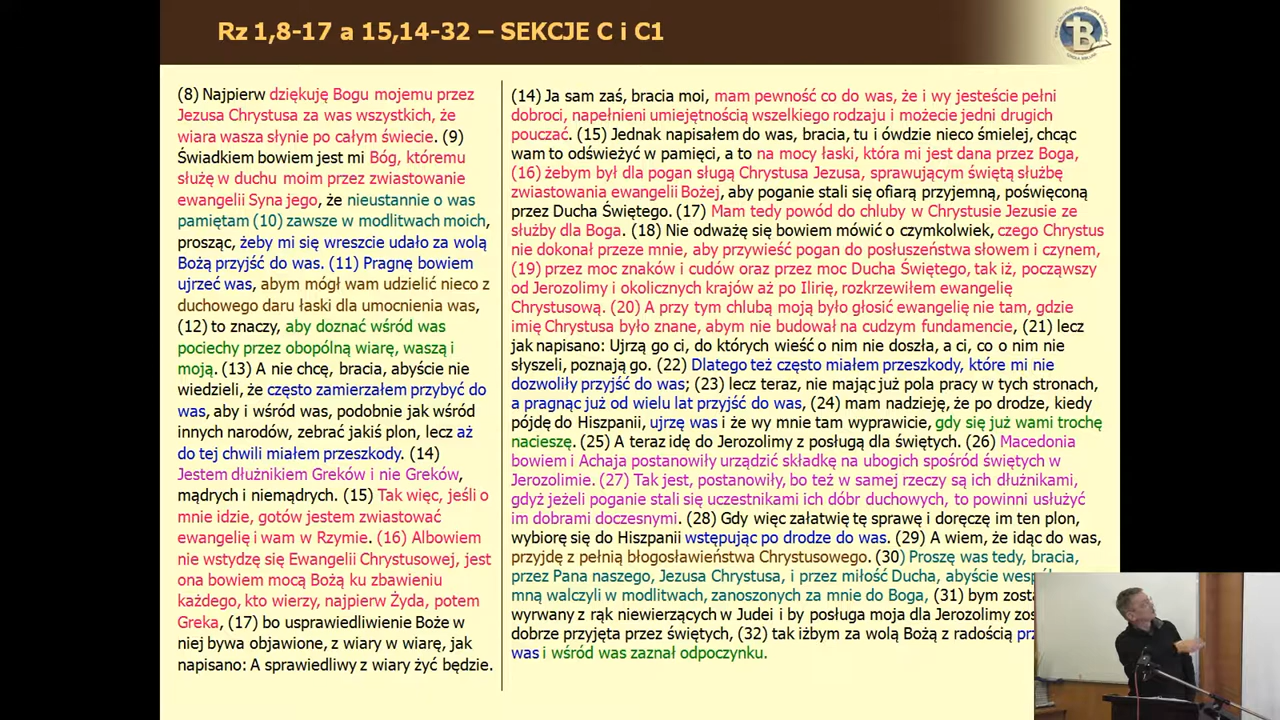 Rz 1,8-17 a 15,14-32 – SEKCJE C i C1
(8) Najpierw dziękuję Bogu mojemu przez
Jezusa Chrystusa za was wszystkich, że
wiara wasza słynie po całym świecie. (9)
Świadkiem bowiem jest mi Bóg, któremu
służę w duchu moim przez zwiastowanie
ewangelii Syna jego, że nieustannie o was
pamiętam (10) zawsze w modlitwach moich,
prosząc, żeby mi się wreszcie udało za wolą
Bożą przyjść do was. (11) Pragnę bowiem
ujrzeć was, abym mógł wam udzielić nieco z
duchowego daru łaski dla umocnienia was,
(12) to znaczy, aby doznać wśród was
pociechy przez obopólną wiarę, waszą i
moją. (13) A nie chcę, bracia, abyście nie
wiedzieli, że często zamierzałem przybyć do
was, aby i wśród was, podobnie jak wśród
innych narodów, zebrać jakiś plon, lecz aż
do tej chwili miałem przeszkody. (14)
Jestem dłużnikiem Greków i nie Greków,
mądrych i niemądrych. (15) Tak więc, jeśli o
mnie idzie, gotów jestem zwiastować
ewangelię i wam w Rzymie. (16) Albowiem
nie wstydzę się Ewangelii Chrystusowej, jest
ona bowiem mocą Bożą ku zbawieniu
każdego, kto wierzy, najpierw Żyda, potem
Greka, (17) bo usprawiedliwienie Boże w
niej bywa objawione, z wiary w wiarę, jak
napisano: A sprawiedliwy z wiary żyć będzie.
(14) Ja sam zaś, bracia moi, mam pewność co do was, że i wy jesteście pełni
dobroci, napełnieni umiejętnością wszelkiego rodzaju i możecie jedni drugich
pouczać. (15) Jednak napisałem do was, bracia, tu i ówdzie nieco śmielej, chcąc
wam to odświeżyć w pamięci, a to na mocy łaski, która mi jest dana przez Boga,
(16) żebym był dla pogan sługą Chrystusa Jezusa, sprawującym świętą służbę
zwiastowania ewangelii Bożej, aby poganie stali się ofiarą przyjemną, poświęconą
przez Ducha Świętego. (17) Mam tedy powód do chluby w Chrystusie Jezusie ze
służby dla Boga. (18) Nie odważę się bowiem mówić o czymkolwiek, czego Chrystus
nie dokonał przeze mnie, aby przywieść pogan do posłuszeństwa słowem i czynem,
(19) przez moc znaków i cudów oraz przez moc Ducha Świętego, tak iż, począwszy
od Jerozolimy i okolicznych krajów aż po Ilirię, rozkrzewiłem ewangelię
Chrystusową. (20) A przy tym chlubą moją było głosić ewangelię nie tam, gdzie
imię Chrystusa było znane, abym nie budował na cudzym fundamencie, (21) lecz
jak napisano: Ujrzą go ci, do których wieść o nim nie doszła, a ci, co o nim nie
słyszeli, poznają go. (22) Dlatego też często miałem przeszkody, które mi nie
dozwoliły przyjść do was; (23) lecz teraz, nie mając już pola pracy w tych stronach,
a pragnąc już od wielu lat przyjść do was, (24) mam nadzieję, że po drodze, kiedy
pójdę do Hiszpanii, ujrzę was i że wy mnie tam wyprawicie, gdy się już wami trochę
nacieszę. (25) A teraz idę do Jerozolimy z posługą dla świętych. (26) Macedonia
bowiem i Achaja postanowiły urządzić składkę na ubogich spośród świętych w
Jerozolimie. (27) Tak jest, postanowiły, bo też w samej rzeczy są ich dłużnikami,
gdyż jeżeli poganie stali się uczestnikami ich dóbr duchowych, to powinni usłużyć
im dobrami doczesnymi. (28) Gdy więc załatwię tę sprawę i doręczę im ten plon,
wybiorę się do Hiszpanii wstępując po drodze do was. (29) A wiem, że idąc do was,
przyjdę z pełnią błogosławieństwa Chrystusowego. (30) Proszę was tedy, bracia,
przez Pana naszego, Jezusa Chrystusa, i przez miłość Ducha, abyście
mną walczyli w modlitwach, zanoszonych za mnie do Boga, (31) bym
wyrwany z rąk niewierzących w Judei i by posługa moja dla Jerozolimy
dobrze przyjęta przez świętych, (32) tak iżbym za wolą Bożą z radością
was i wśród was zaznał odpoczynku.